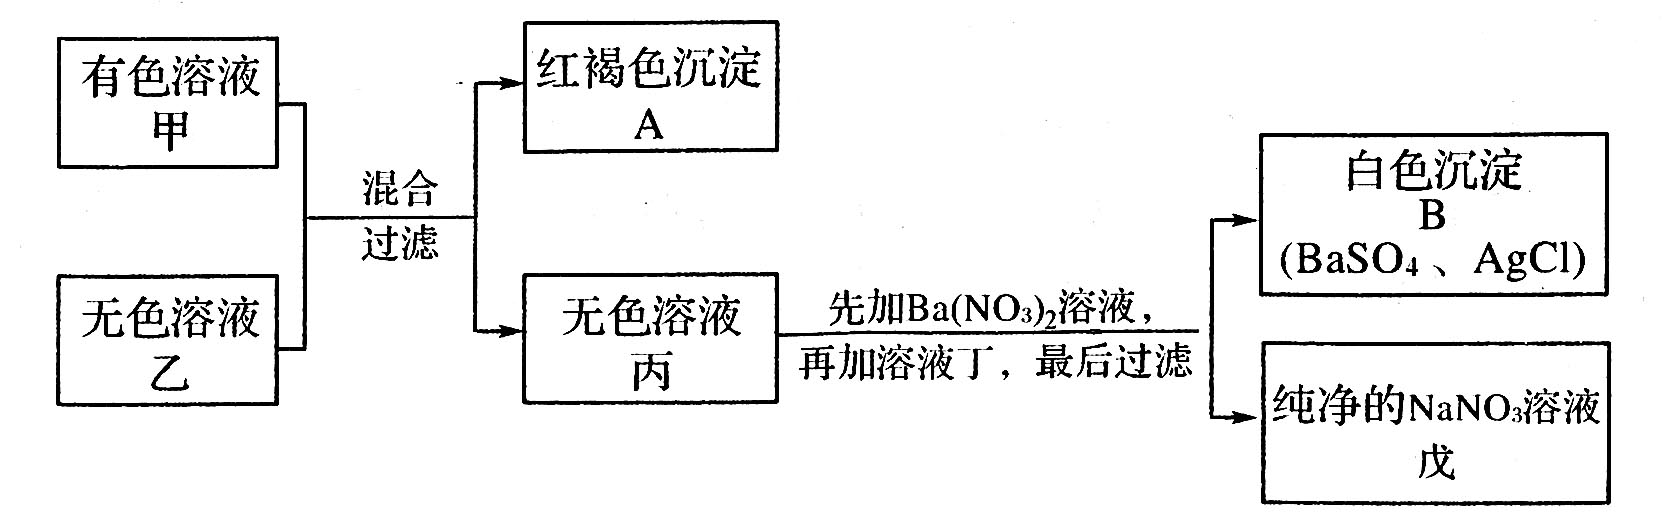 有色溶液
甲
无色溶液
乙
混合
过滤
红褐色沉淀
A
无色溶液
丙
先加Ba(NO₃)₂溶液,
再加溶液丁，最后过滤
白色沉淀
B
(BaSO₄、AgCl)
纯净的NaNO₃溶液
戊